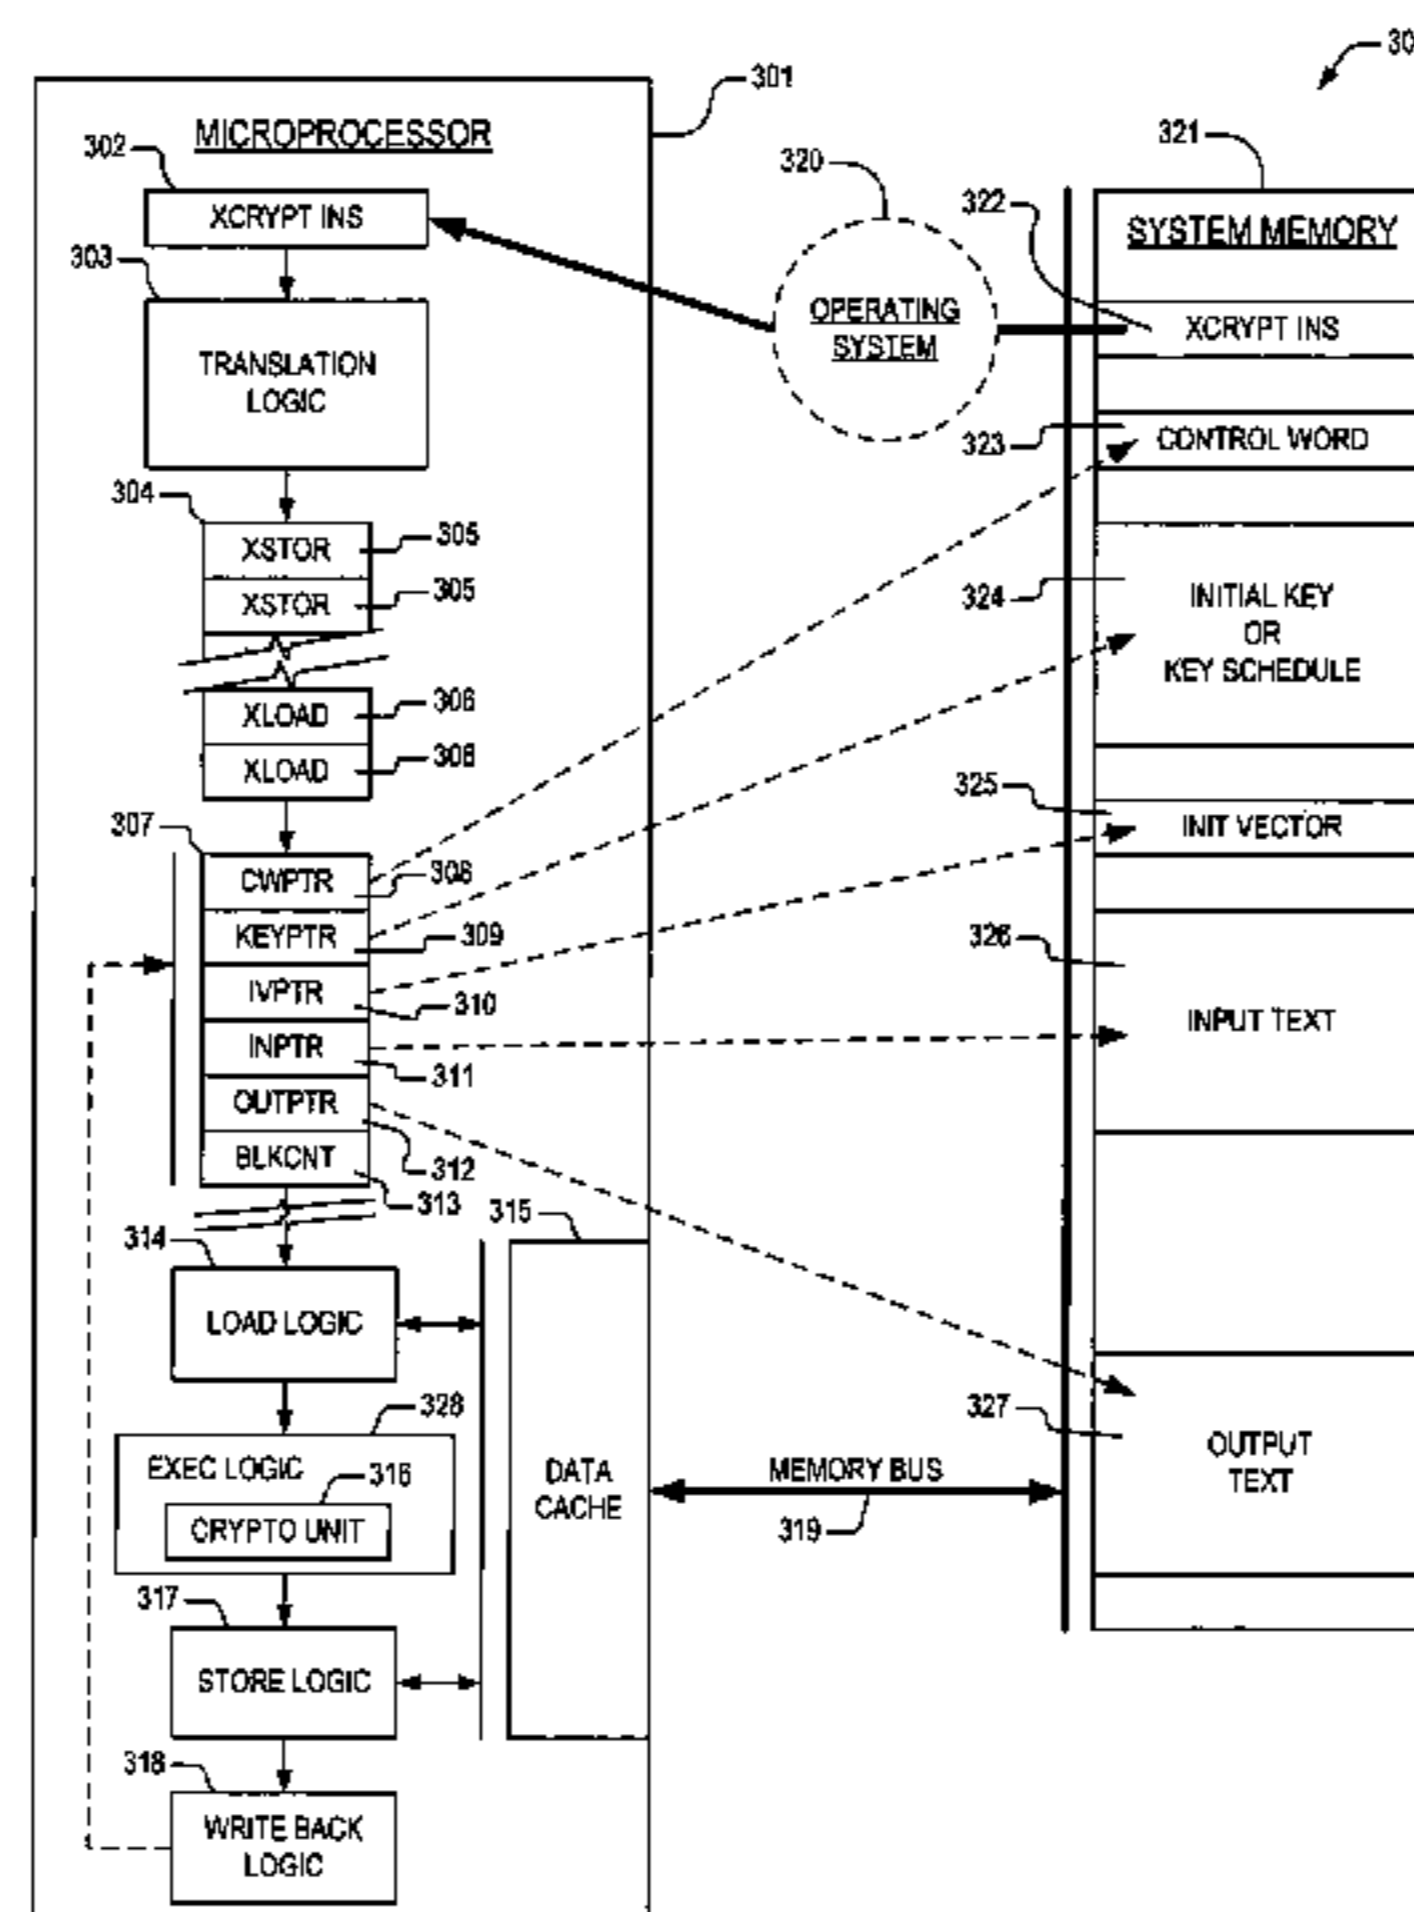 30
301
MICROPROCESSOR
302
XCRYPT INS
303
TRANSLATION
LOGIC
304
XSTOR
305
XSTOR
305
XLOAD
306
XLOAD
306
307
CWPTR
308
KEYPTR
309
IVPTR
310
INPTR
311
OUTPTR
312
BLKCNT
313
314
LOAD LOGIC
315
DATA
CACHE
328
EXEC LOGIC
316
CRYPTO UNIT
317
STORE LOGIC
318
WRITE BACK
LOGIC
320
OPERATING
SYSTEM
MEMORY BUS
319
321
SYSTEM MEMORY
322
XCRYPT INS
323
CONTROL WORD
324
INITIAL KEY
OR
KEY SCHEDULE
325
INIT VECTOR
326
INPUT TEXT
327
OUTPUT
TEXT